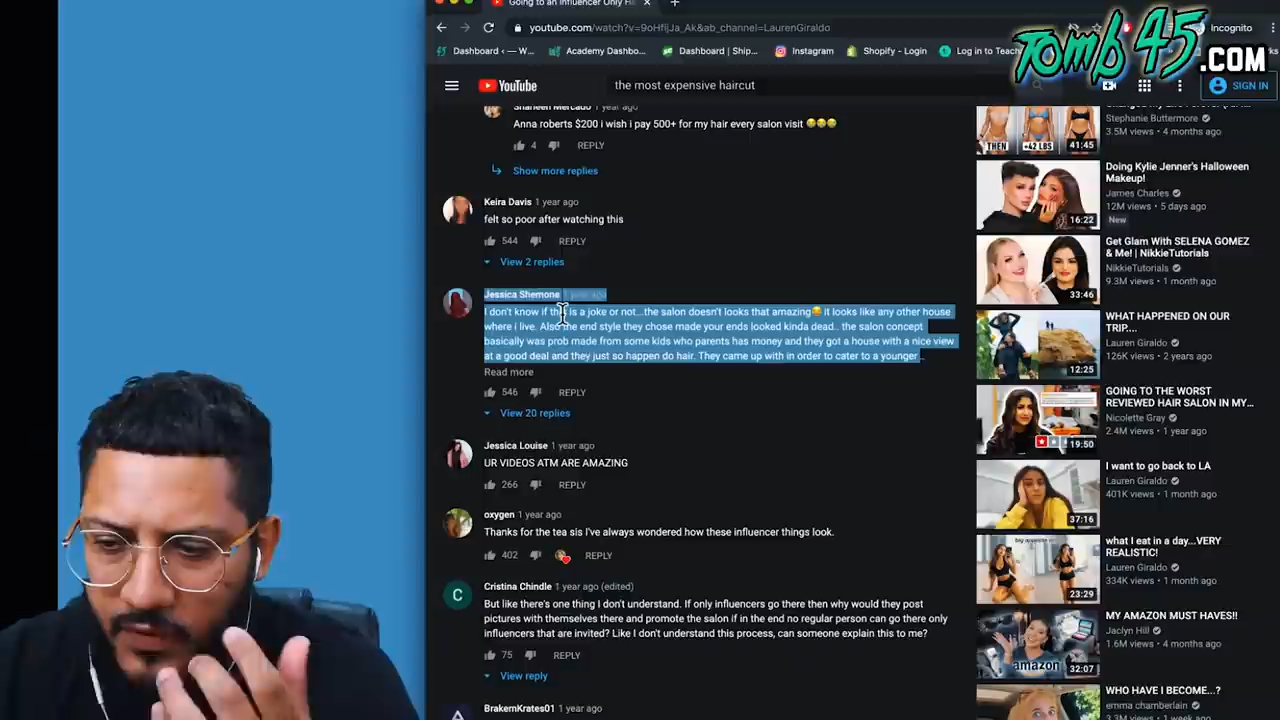 Going to an Influencer Only Ha
youtube.com/watch?v=9oHfijJa_Ak&ab_channel=LaurenGiraldo
Incognito
Dashboard ‹ — W...
Academy Dashbo...
Dashboard | Ship...
Instagram
Shopify - Login
Log in to Teach
TOMB 45
.COM
YouTube
the most expensive haircut
SIGN IN
Sharleen Mercado 1 year ago
Anna roberts $200 i wish i pay 500+ for my hair every salon visit 😂😂😂
4 REPLY
Show more replies
Keira Davis 1 year ago
felt so poor after watching this
544 REPLY
View 2 replies
Jessica Shemone 1 year ago
I don't know if this is a joke or not...the salon doesn't looks that amazing😅 it looks like any other house
where i live. Also the end style they chose made your ends looked kinda dead.. the salon concept
basically was prob made from some kids who parents has money and they got a house with a nice view
at a good deal and they just so happen do hair. They came up with in order to cater to a younger
Read more
546 REPLY
View 20 replies
Jessica Louise 1 year ago
UR VIDEOS ATM ARE AMAZING
266 REPLY
oxygen 1 year ago
Thanks for the tea sis I've always wondered how these influencer things look.
402 REPLY
C
Cristina Chindle 1 year ago (edited)
But like there's one thing I don't understand. If only influencers go there then why would they post
pictures with themselves there and promote the salon if in the end no regular person can go there only
influencers that are invited? Like I don't understand this process, can someone explain this to me?
75 REPLY
View reply
BrakemKrates01 1 year ago
THEN
-42 LBS
41:45
Stephanie Buttermore
3.5M views • 4 months ago
16:22
Doing Kylie Jenner's Halloween
Makeup!
James Charles
12M views • 5 days ago
New
33:46
Get Glam With SELENA GOMEZ
& Me! | NikkieTutorials
NikkieTutorials
9.3M views • 1 month ago
12:25
WHAT HAPPENED ON OUR
TRIP....
Lauren Giraldo
126K views • 2 years ago
19:50
GOING TO THE WORST
REVIEWED HAIR SALON IN MY...
Nicolette Gray
2.4M views • 1 year ago
37:16
I want to go back to LA
Lauren Giraldo
401K views • 1 month ago
23:29
what I eat in a day...VERY
REALISTIC!
Lauren Giraldo
334K views • 1 month ago
amazon
32:07
MY AMAZON MUST HAVES!!
Jaclyn Hill
1.6M views • 4 months ago
WHO HAVE I BECOME...?
emma chamberlain